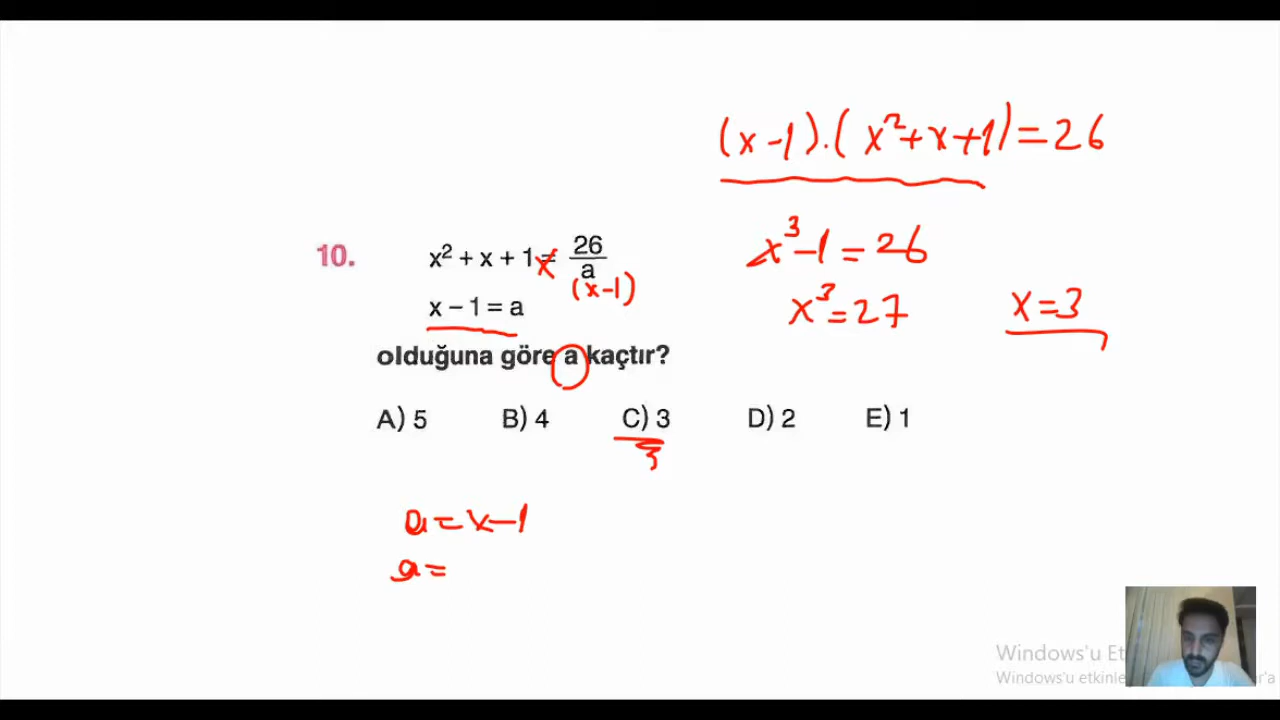 (x-1).(x²+x+1)=26
10. x² + x + 1 = 26/a
(x-1)
x³-1=26
x – 1 = a
x³=27
x=3
olduğuna göre a kaçtır?
A) 5 B) 4 C) 3 D) 2 E) 1
a=x-1
a=
Windows'u Et
Windows'u etkinle